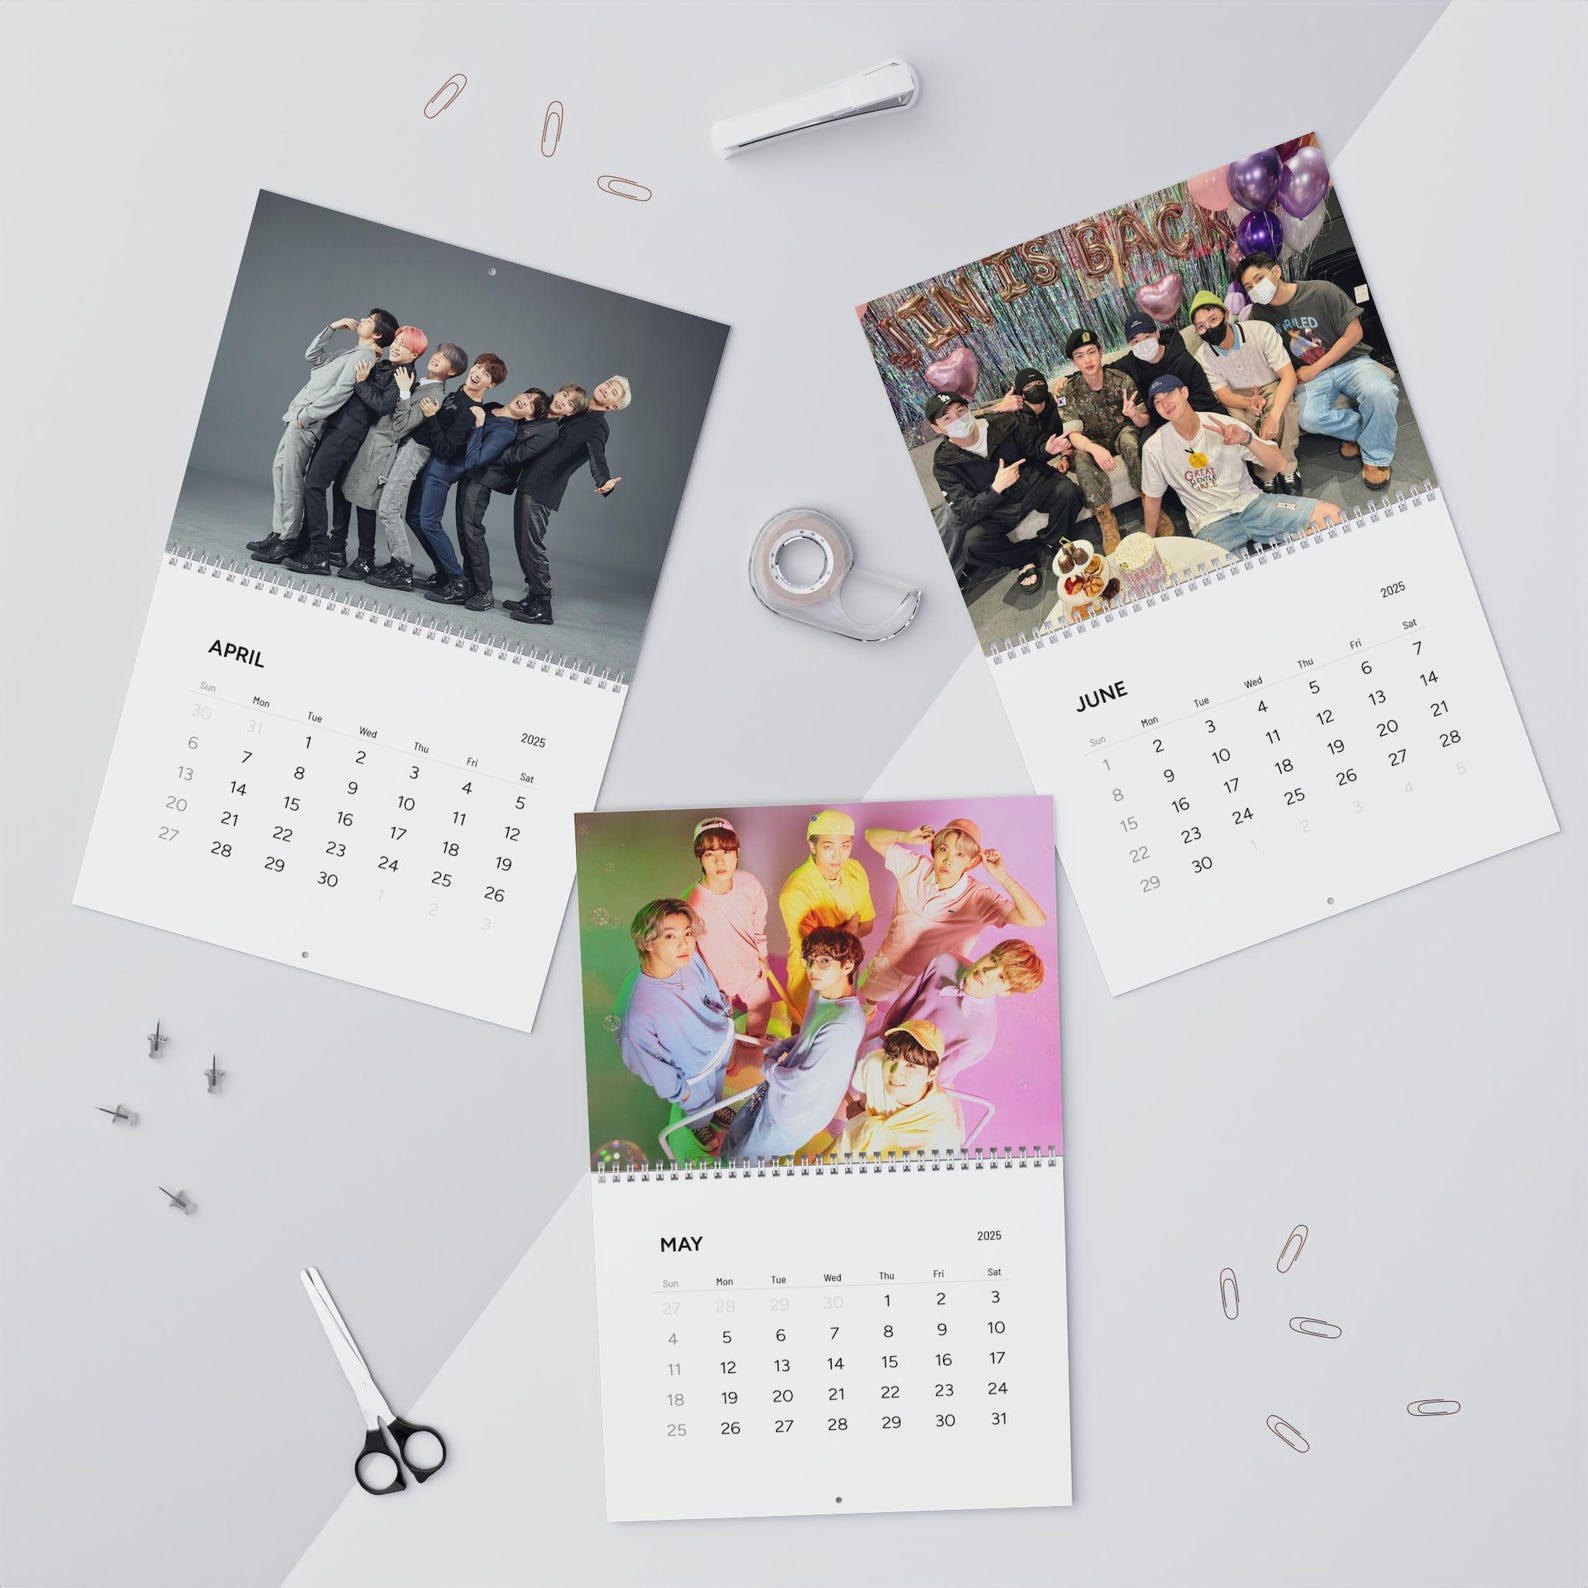 APRIL
2025
Sun Mon Tue Wed Thu Fri Sat
30 31 1 2 3 4 5
6 7 8 9 10 11 12
13 14 15 16 17 18 19
20 21 22 23 24 25 26
27 28 29 30 1 2 3
JIN IS BACK
LA
GREAT
GENTLE
JUNE
2025
Sun Mon Tue Wed Thu Fri Sat
1 2 3 4 5 6 7
8 9 10 11 12 13 14
15 16 17 18 19 20 21
22 23 24 25 26 27 28
29 30 1 2 3 4 5
MAY
2025
Sun Mon Tue Wed Thu Fri Sat
27 28 29 30 1 2 3
4 5 6 7 8 9 10
11 12 13 14 15 16 17
18 19 20 21 22 23 24
25 26 27 28 29 30 31